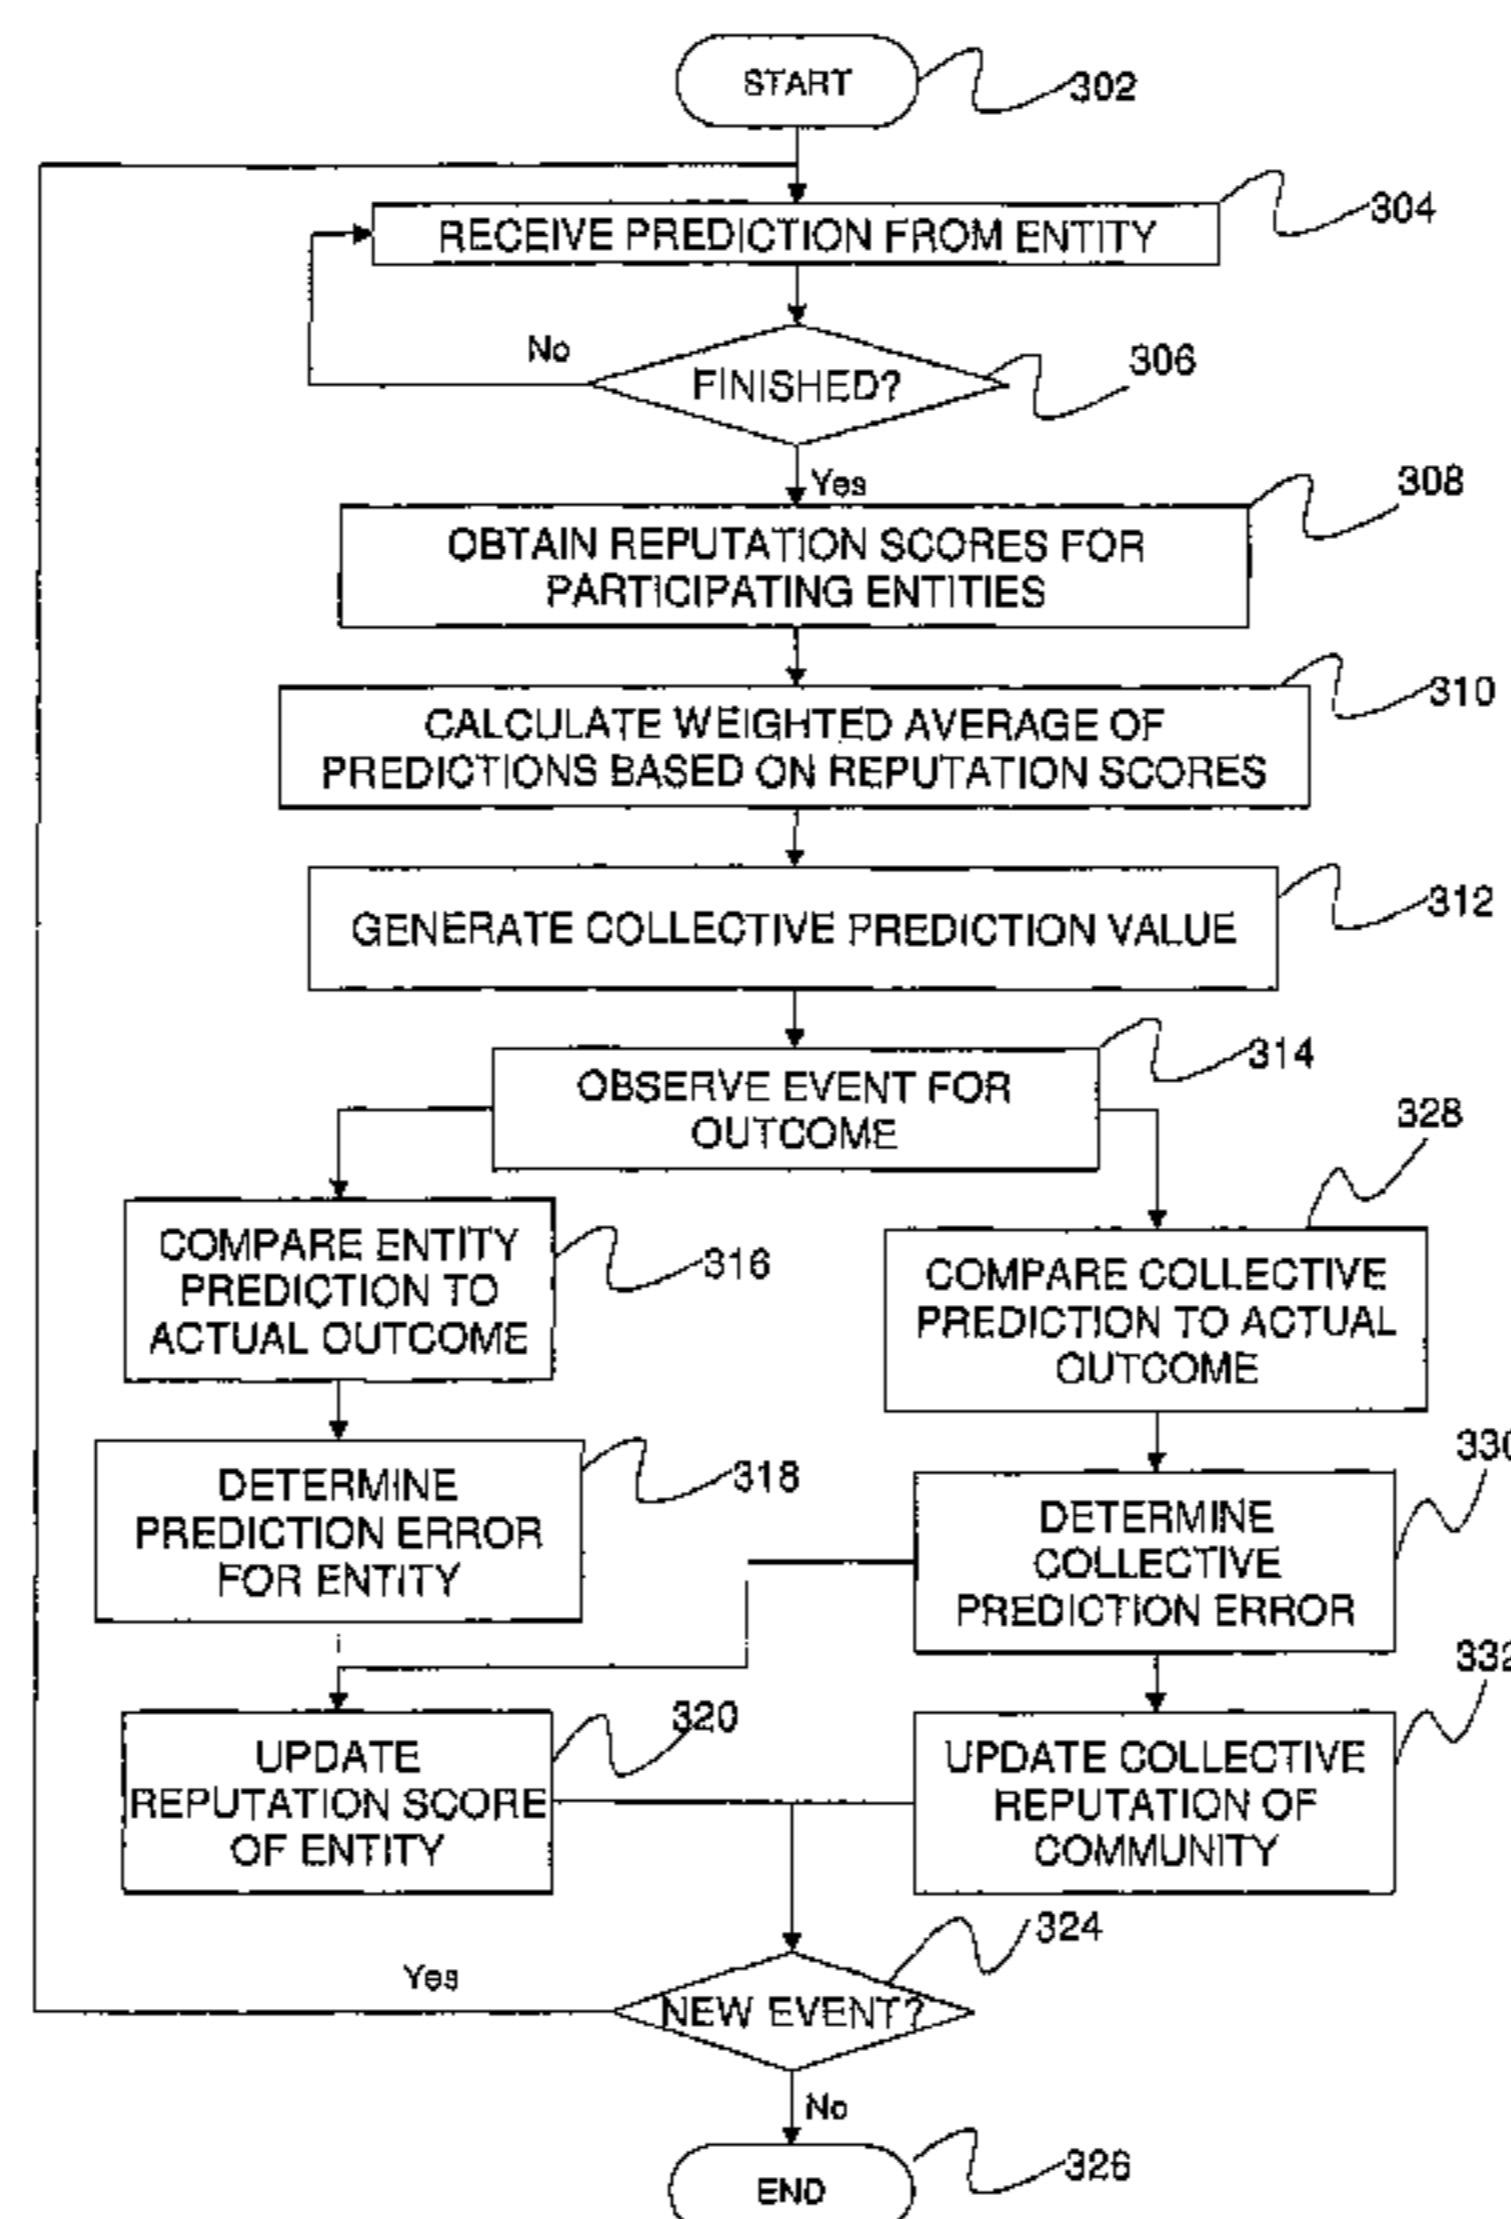 START
302
RECEIVE PREDICTION FROM ENTITY
304
No
FINISHED?
306
Yes
308
OBTAIN REPUTATION SCORES FOR
PARTICIPATING ENTITIES
310
CALCULATE WEIGHTED AVERAGE OF
PREDICTIONS BASED ON REPUTATION SCORES
312
GENERATE COLLECTIVE PREDICTION VALUE
314
OBSERVE EVENT FOR
OUTCOME
328
COMPARE ENTITY
PREDICTION TO
ACTUAL OUTCOME
316
COMPARE COLLECTIVE
PREDICTION TO ACTUAL
OUTCOME
330
DETERMINE
PREDICTION ERROR
FOR ENTITY
318
DETERMINE
COLLECTIVE
PREDICTION ERROR
332
320
UPDATE
REPUTATION SCORE
OF ENTITY
UPDATE COLLECTIVE
REPUTATION OF
COMMUNITY
324
Yes
NEW EVENT?
No
326
END